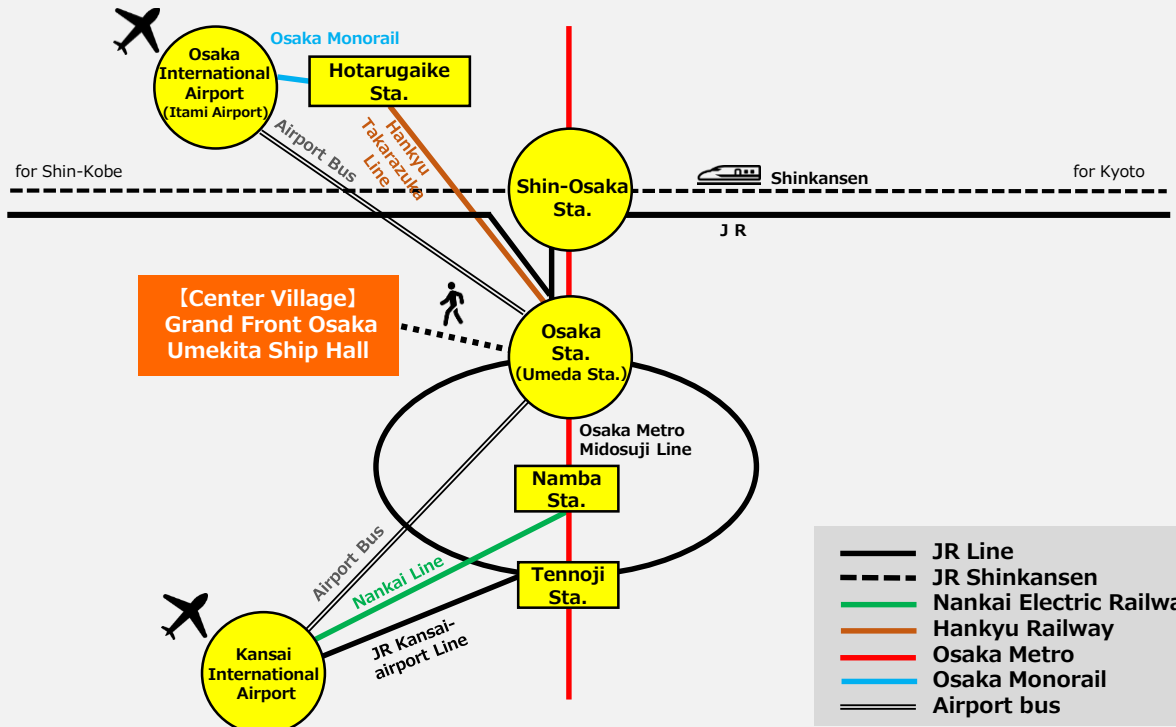 Osaka
International
Airport
(Itami Airport)
Osaka Monorail
Hotarugaike
Sta.
Airport Bus
Hankyu
Takarazuka
Line
for Shin-Kobe
Shin-Osaka
Sta.
Shinkansen
for Kyoto
J R
【Center Village】
Grand Front Osaka
Umekita Ship Hall
Osaka
Sta.
(Umeda Sta.)
Osaka Metro
Midosuji Line
Namba
Sta.
Airport Bus
Nankai Line
Tennoji
Sta.
JR Kansai-
airport Line
Kansai
International
Airport
JR Line
JR Shinkansen
Nankai Electric Railwa
Hankyu Railway
Osaka Metro
Osaka Monorail
Airport bus